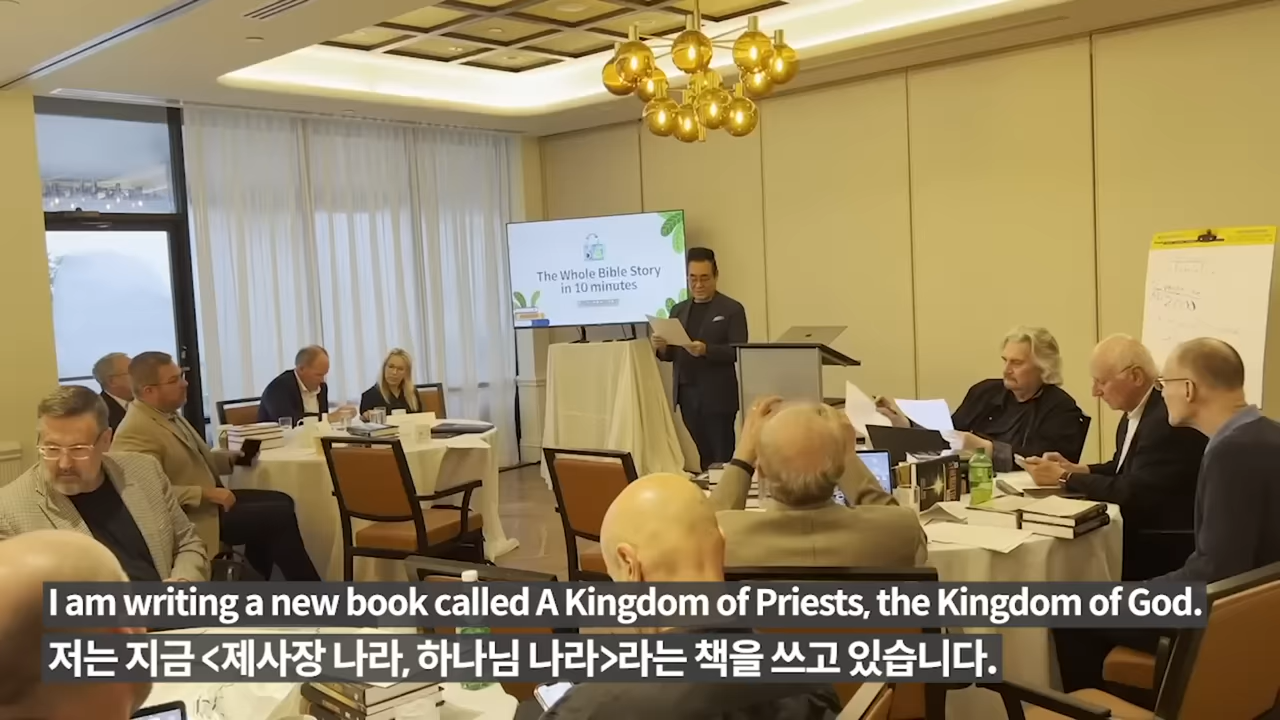 The Whole Bible Story
in 10 minutes
I am writing a new book called A Kingdom of Priests, the Kingdom of God.
저는 지금 <제사장 나라, 하나님 나라>라는 책을 쓰고 있습니다.